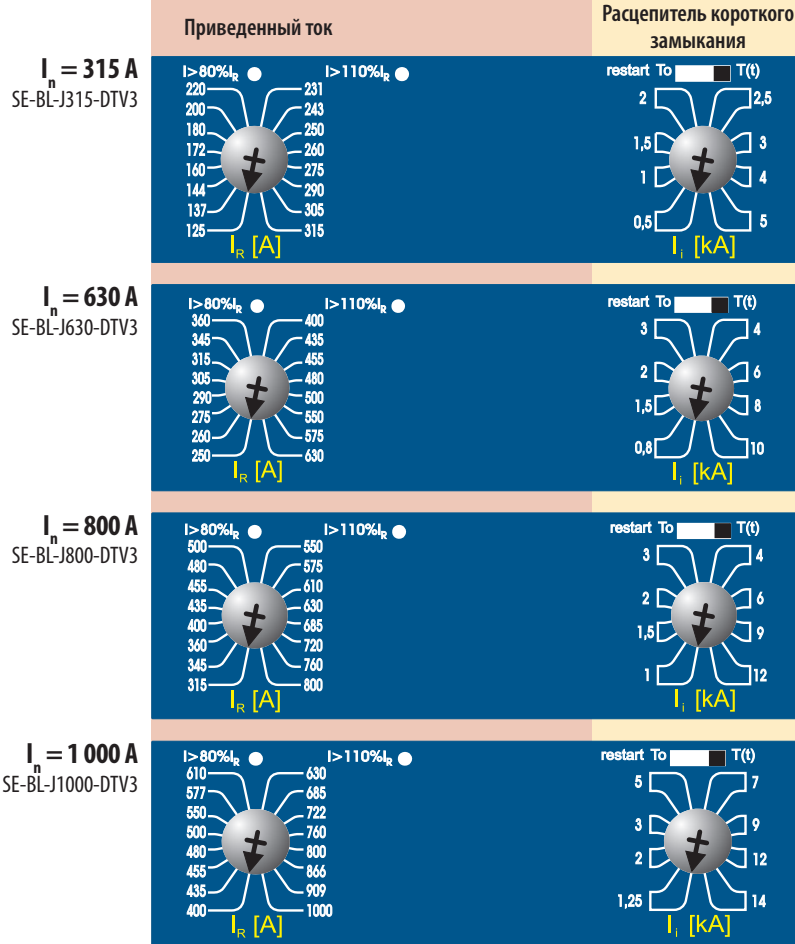 Приведенный ток
Расцепитель короткого
замыкания
In = 315 A
SE-BL-J315-DTV3
I>80%IR
I>110%IR
220 231
200 243
180 250
172 260
160 275
144 290
137 305
125 315
IR [A]
restart To T(t)
2 2,5
1,5 3
1 4
0,5 5
Ii [kA]
In = 630 A
SE-BL-J630-DTV3
I>80%IR
I>110%IR
360 400
345 435
315 455
305 480
290 500
275 550
260 575
250 630
IR [A]
restart To T(t)
3 4
2 6
1,5 8
0,8 10
Ii [kA]
In = 800 A
SE-BL-J800-DTV3
I>80%IR
I>110%IR
500 550
480 575
455 610
435 630
400 685
360 720
345 760
315 800
IR [A]
restart To T(t)
3 4
2 6
1,5 9
1 12
Ii [kA]
In = 1 000 A
SE-BL-J1000-DTV3
I>80%IR
I>110%IR
610 630
577 685
550 722
500 760
480 800
455 866
435 909
400 1000
IR [A]
restart To T(t)
5 7
3 9
2 12
1,25 14
Ii [kA]